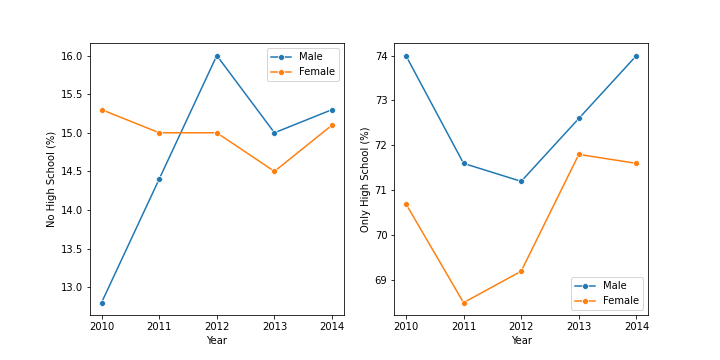 No High School (%)
16.0
15.5
15.0
14.5
14.0
13.5
13.0
2010 2011 2012 2013 2014
Year
Male
Female
Only High School (%)
74
73
72
71
70
69
2010 2011 2012 2013 2014
Year
Male
Female